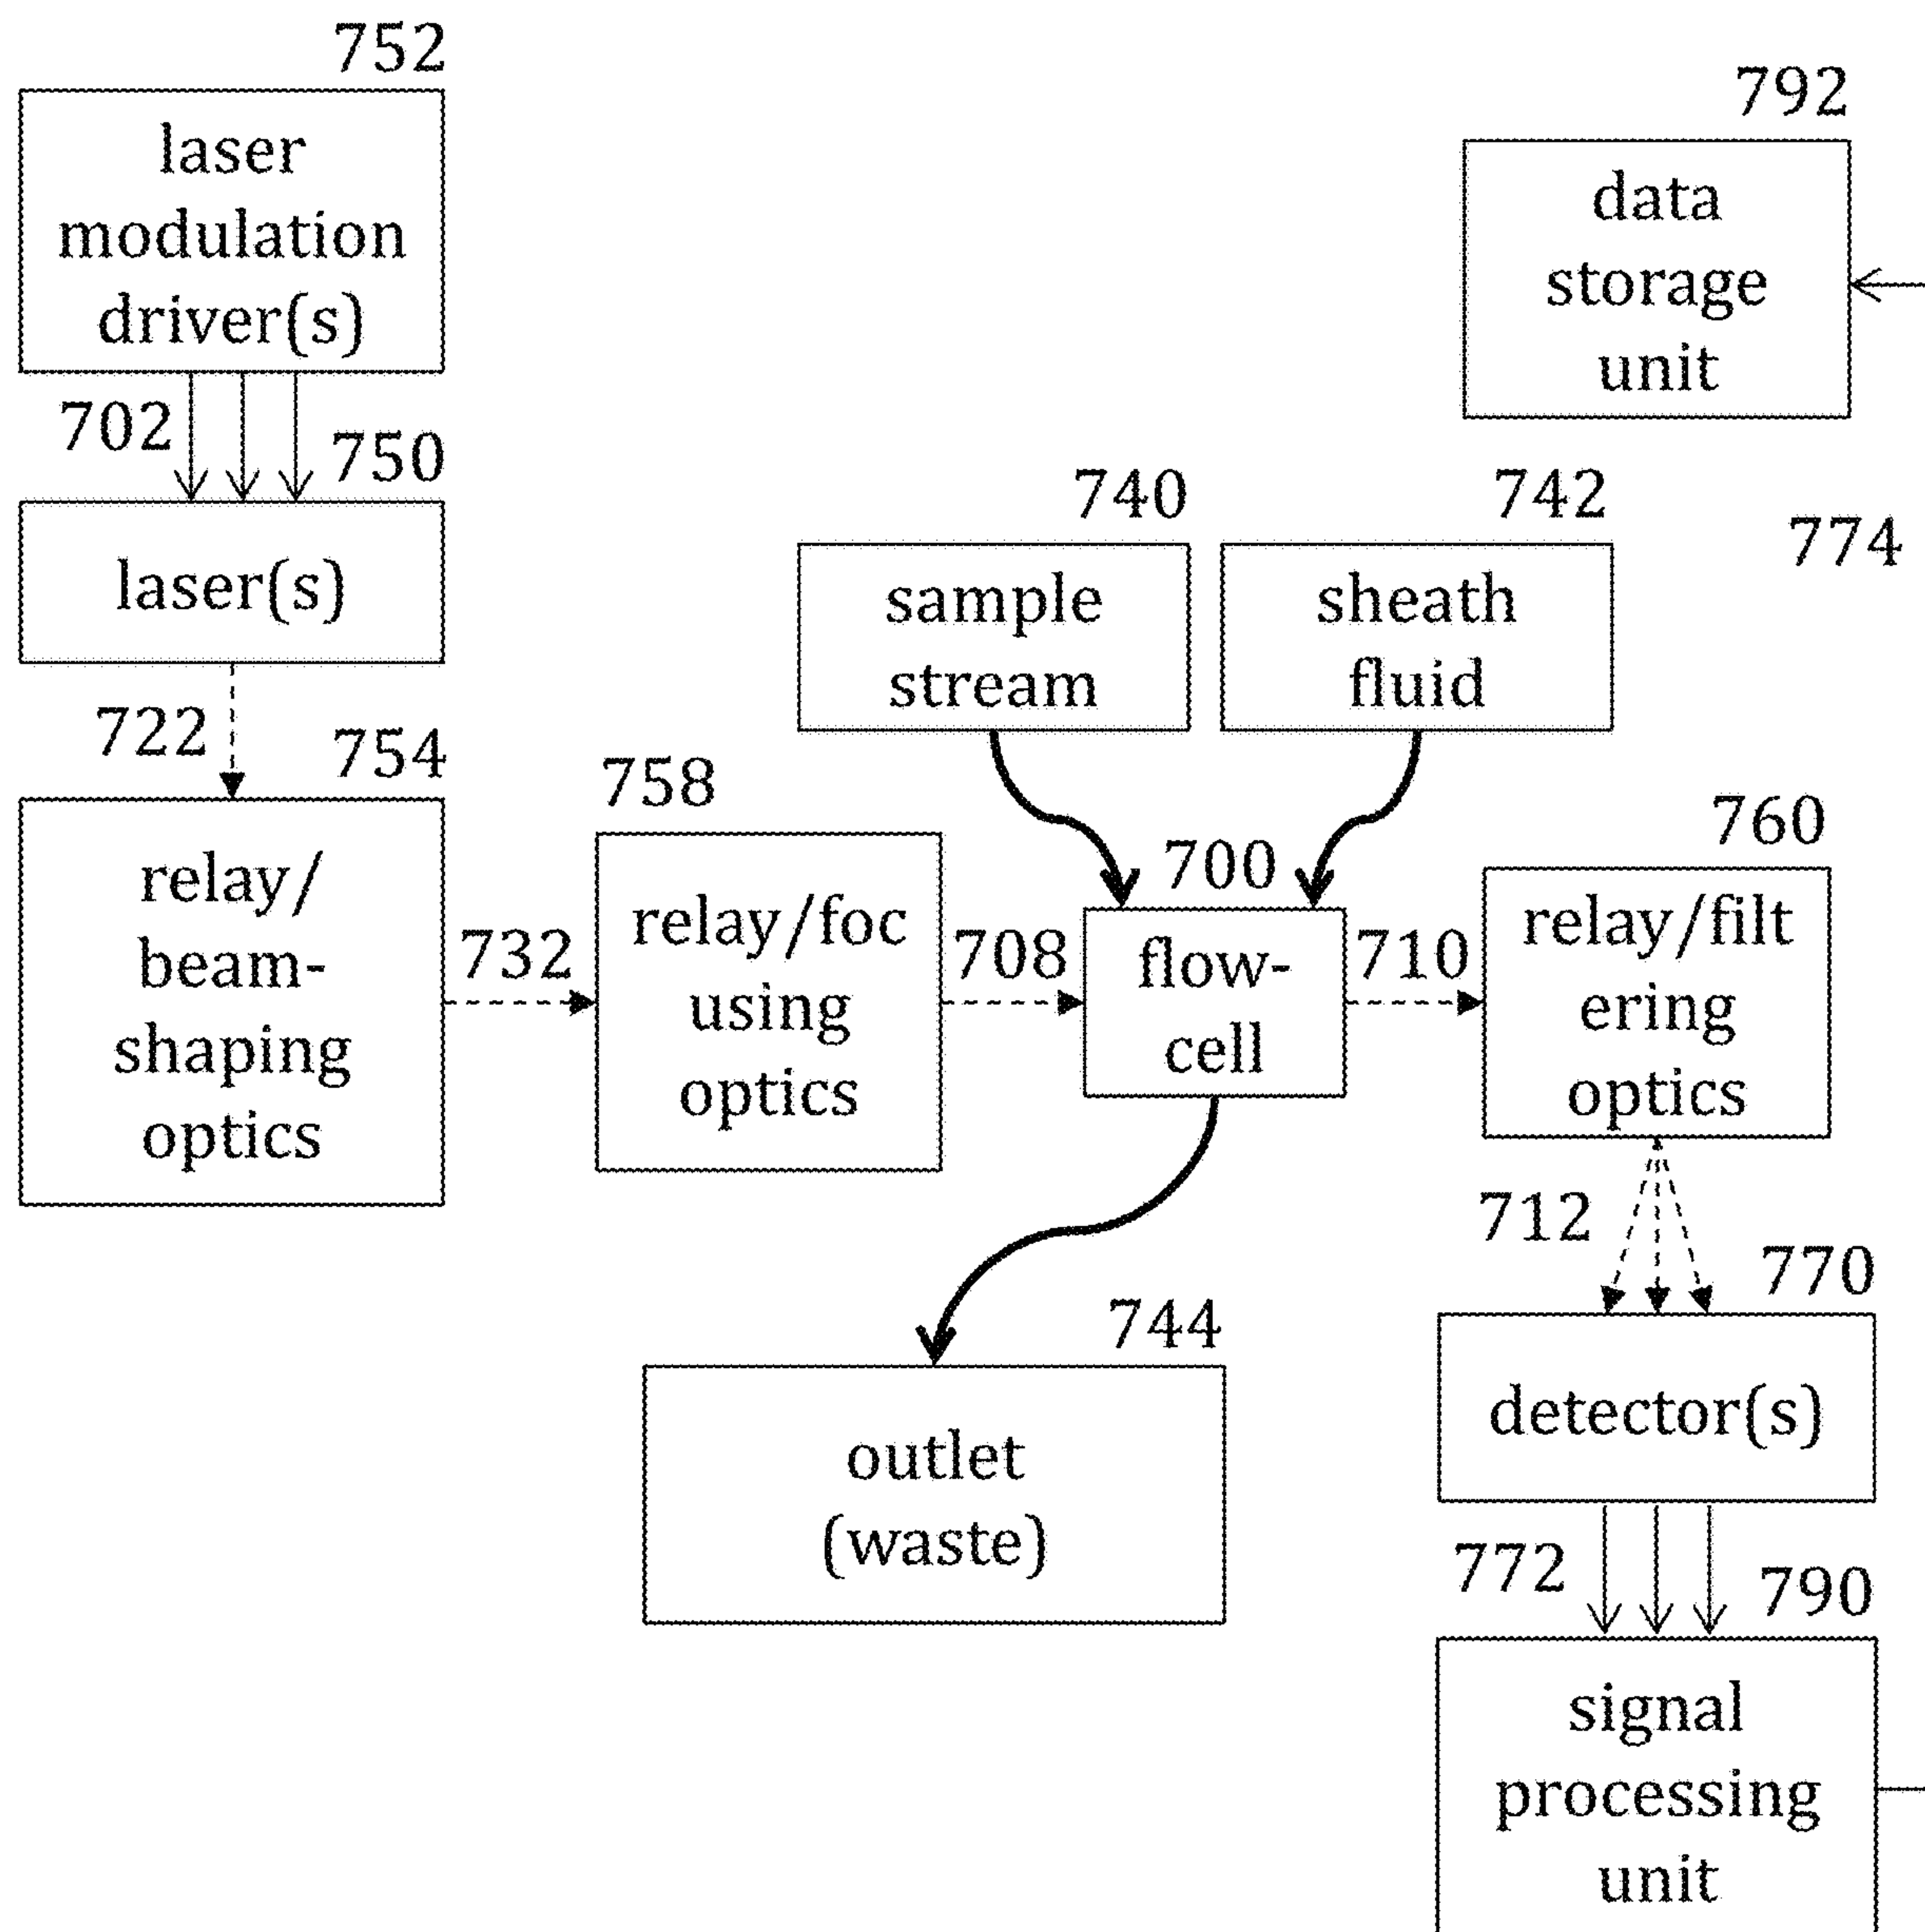 752
laser
modulation
driver(s)
702
750
laser(s)
722
754
relay/
beam-
shaping
optics
732
758
relay/foc
using
optics
708
740
sample
stream
742
sheath
fluid
700
flow-
cell
710
744
outlet
(waste)
792
data
storage
unit
774
760
relay/filt
ering
optics
712
770
detector(s)
772
790
signal
processing
unit